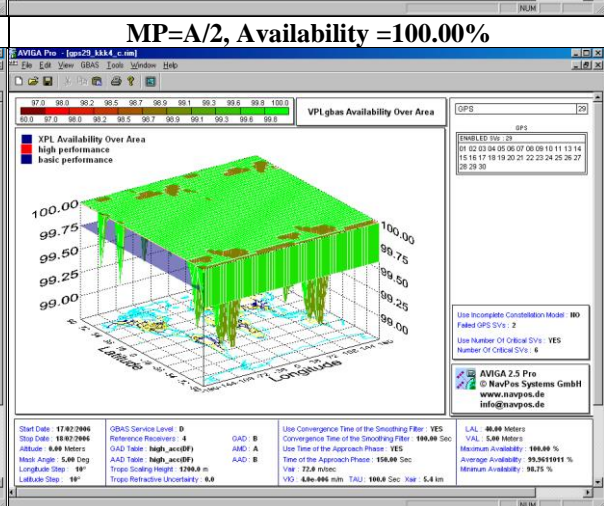 NUM
MP=A/2, Availability =100.00%
AVIGA Pro - [gps29_kkk4_c.rim]
File Edit View GBAS Tools Window Help
97.0 98.0 98.2 98.5 98.7 98.9 99.1 99.3 99.6 99.8 100.0
60.0 97.0 98.0 98.2 98.5 98.7 98.9 99.1 99.3 99.6 99.8
VPLgbas Availability Over Area
GPS 29
XPL Availability Over Area
high performance
basic performance
GPS
ENABLED SVs : 29
01 02 03 04 05 06 07 08 09 10 11 13 14
15 16 17 18 19 20 21 22 23 24 25 26 27
28 29 30
100.00
99.75
99.50
99.25
99.00
100.00
99.75
99.50
99.25
99.00
Latitude
Longitude
Use Incomplete Constellation Model : NO
Failed GPS SVs : 2
Use Number Of Critical SVs : YES
Number Of Critical SVs : 6
AVIGA 2.5 Pro
© NavPos Systems GmbH
www.navpos.de
info@navpos.de
Start Date : 17/02/2006
Stop Date : 18/02/2006
Altitude : 0.00 Meters
Mask Angle : 5.00 Deg
Longitude Step : 10°
Latitude Step : 10°
GBAS Service Level : D
Reference Receivers : 4 GAD : B
GAD Table : high_acc(DF) AMD : A
AAD Table : high_acc(DF) AAD : B
Tropo Scaling Height : 1200.0 m
Tropo Refractive Uncertainty : 0.0
Use Convergence Time of the Smoothing Filter : YES
Convergence Time of the Smoothing Filter : 100.00 Sec
Use Time of the Approach Phase : YES
Time of the Approach Phase : 150.00 Sec
Vair : 72.0 m/sec
VIG : 4.0e-006 m/m TAU : 100.0 Sec Xair : 5.4 km
LAL : 40.00 Meters
VAL : 5.00 Meters
Maximum Availability : 100.00 %
Average Availability : 99.9611011 %
Minimum Availability : 98.75 %
NUM